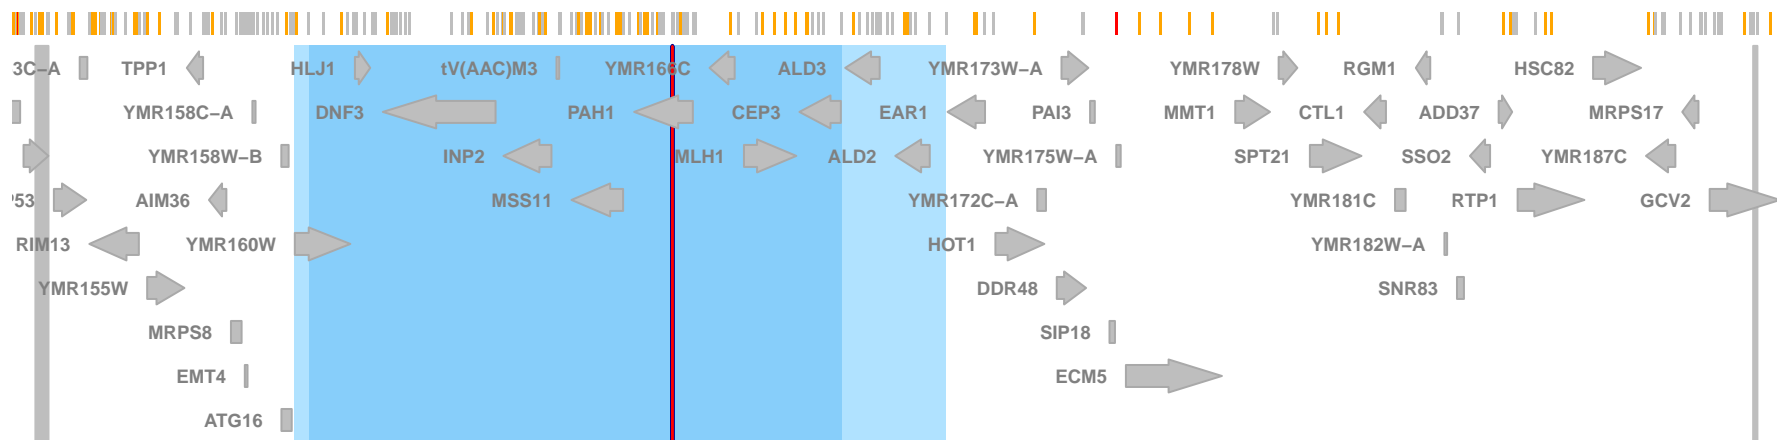 3C−A TPP1 HLJ1 tV(AAC)M3 YMR166C ALD3 YMR173W−A YMR178W RGM1 HSC82
YMR158C−A DNF3 PAH1 CEP3 EAR1 PAI3 MMT1 CTL1 ADD37 MRPS17
YMR158W−B INP2 MLH1 ALD2 YMR175W−A SPT21 SSO2 YMR187C
P53 AIM36 MSS11 YMR172C−A YMR181C RTP1 GCV2
RIM13 YMR160W HOT1 YMR182W−A
YMR155W DDR48 SNR83
MRPS8 SIP18
EMT4 ECM5
ATG16